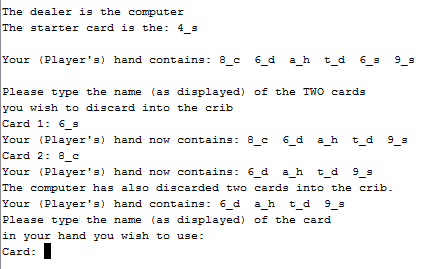 The dealer is the computer
The starter card is the: 4_s
Your (Player's) hand contains: 8_c 6_d a_h t_d 6_s 9_s
Please type the name (as displayed) of the TWO cards
you wish to discard into the crib
Card 1: 6_s
Your (Player's) hand now contains: 8_c 6_d a_h t_d 9_s
Card 2: 8_c
Your (Player's) hand now contains: 6_d a_h t_d 9_s
The computer has also discarded two cards into the crib.
Your (Player's) hand contains: 6_d a_h t_d 9_s
Please type the name (as displayed) of the card
in your hand you wish to use:
Card: